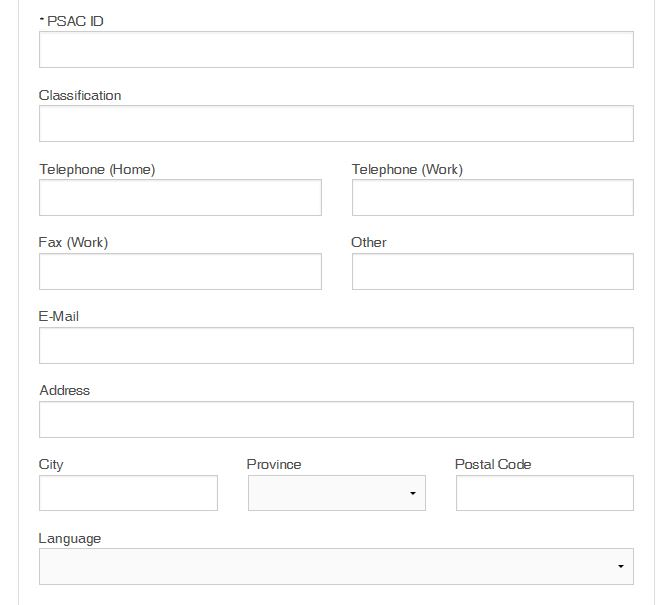 * PSAC ID
Classification
Telephone (Home) Telephone (Work)
Fax (Work) Other
E-Mail
Address
City Province Postal Code
Language